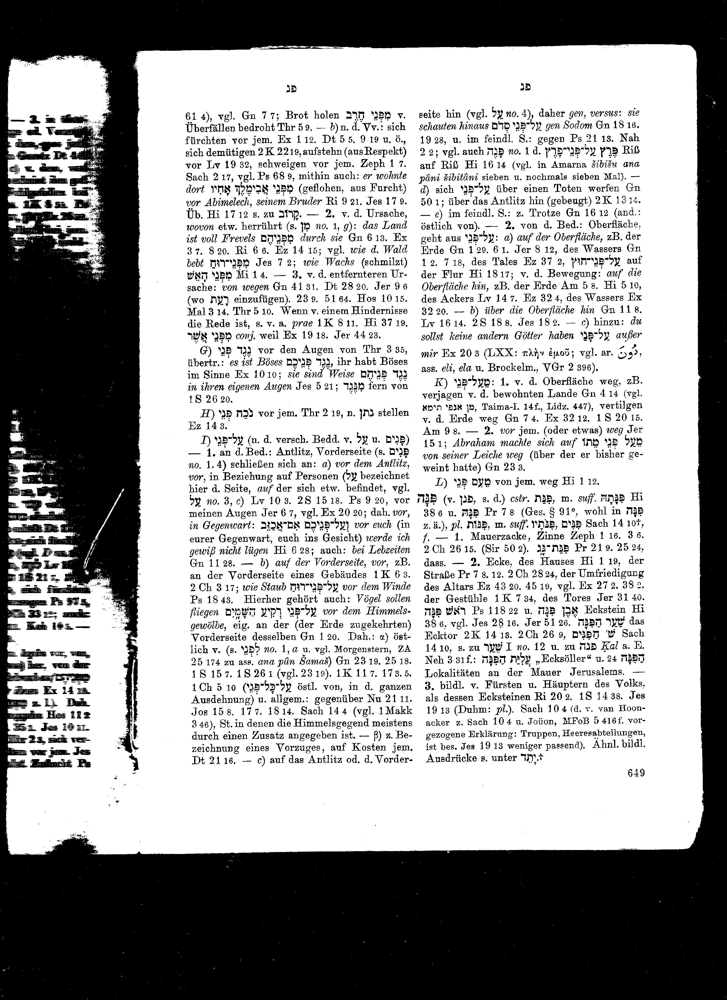 פנ
61 4), vgl. Gn 7 7; Brot holen מִפְּנֵי חֶרֶב v.
Überfällen bedroht Thr 5 9. — b) n. d. Vv.: sich
fürchten vor jem. Ex 1 12. Dt 5 5. 9 19 u. ö.,
sich demütigen 2 K 22 19, aufstehn (aus Respekt)
vor Lv 19 32, schweigen vor jem. Zeph 1 7.
Sach 2 17, vgl. Ps 68 9, mithin auch: er wohnte
dort מִפְּנֵי אֲבִימֶלֶךְ אָחִיו (geflohen, aus Furcht)
vor Abimelech, seinem Bruder Ri 9 21. Jes 17 9.
Üb. Hi 17 12 s. zu קָרוֹב. — 2. v. d. Ursache,
wovon etw. herrührt (s. מִן no. 1, g): das Land
ist voll Frevels מִפְּנֵיהֶם durch sie Gn 6 13. Ex
3 7. 8 20. Ri 6 6. Ez 14 15; vgl. wie d. Wald
bebt מִפְּנֵי־רוּחַ Jes 7 2; wie Wachs (schmilzt)
מִפְּנֵי הָאֵשׁ Mi 1 4. — 3. v. d. entfernteren Ur-
sache: von wegen Gn 41 31. Dt 28 20. Jer 9 6
(wo רָעַת einzufügen). 23 9. 51 64. Hos 10 15.
Mal 3 14. Thr 5 10. Wenn v. einem Hindernisse
die Rede ist, s. v. a. prae 1 K 8 11. Hi 37 19.
מִפְּנֵי אֲשֶׁר conj. weil Ex 19 18. Jer 44 23.
G) נֶגֶד פְּנֵי vor den Augen von Thr 3 35,
übertr.: es ist Böses נֶגֶד פְּנֵיכֶם, ihr habt Böses
im Sinne Ex 10 10; sie sind Weise נֶגֶד פְּנֵיהֶם
in ihren eigenen Augen Jes 5 21; מִנֶּגֶד fern von
1 S 26 20.
H) נֹכַח פְּנֵי vor jem. Thr 2 19, n. נתן stellen
Ez 14 3.
I) עַל־פְּנֵי (n. d. versch. Bedd. v. עַל u. פָּנִים)
— 1. an d. Bed.: Antlitz, Vorderseite (s. פָּנִים
no. 1. 4) schließen sich an: a) vor dem Antlitz,
vor, in Beziehung auf Personen (עַל bezeichnet
hier d. Seite, auf der sich etw. befindet, vgl.
עַל no. 3, c) Lv 10 3. 2 S 15 18. Ps 9 20, vor
meinen Augen Jer 6 7, vgl. Ex 20 20; dah. vor,
in Gegenwart: וְעַל־פְּנֵיכֶם אִם־אֲכַזֵּב vor euch (in
eurer Gegenwart, euch ins Gesicht) werde ich
gewiß nicht lügen Hi 6 28; auch: bei Lebzeiten
Gn 11 28. — b) auf der Vorderseite, vor, zB.
an der Vorderseite eines Gebäudes 1 K 6 3.
2 Ch 3 17; wie Staub עַל־פְּנֵי־רוּחַ vor dem Winde
Ps 18 43. Hierher gehört auch: Vögel sollen
fliegen עַל־פְּנֵי רְקִיעַ הַשָּׁמָיִם vor dem Himmels-
gewölbe, eig. an der (der Erde zugekehrten)
Vorderseite desselben Gn 1 20. Dah.: α) öst-
lich v. (s. לִפְנֵי no. 1, a u. vgl. Morgenstern, ZA
25 174 zu ass. ana pân Šamaš) Gn 23 19. 25 18.
1 S 15 7. 1 S 26 1 (vgl. 23 19). 1 K 11 7. 17 3. 5.
1 Ch 5 10 (עַל־כָּל־פְּנֵי östl. von, in d. ganzen
Ausdehnung) u. allgem.: gegenüber Nu 21 11.
Jos 15 8. 17 7. 18 14. Sach 14 4 (vgl. 1 Makk
3 46), St. in denen die Himmelsgegend meistens
durch einen Zusatz angegeben ist. — β) z. Be-
zeichnung eines Vorzuges, auf Kosten jem.
Dt 21 16. — c) auf das Antlitz od. d. Vorder-
פנ
seite hin (vgl. עַל no. 4), daher gen, versus: sie
schauten hinaus עַל־פְּנֵי סְדֹם gen Sodom Gn 18 16.
19 28, u. im feindl. S.: gegen Ps 21 13. Nah
2 2; vgl. auch פָּנֶה no. 1 d. פֶּרֶץ עַל־פְּנֵי־פָרֶץ Riß
auf Riß Hi 16 14 (vgl. in Amarna šibišu ana
pâni šibitâni sieben u. nochmals sieben Mal). —
d) sich עַל־פְּנֵי über einen Toten werfen Gn
50 1; über das Antlitz hin (gebeugt) 2 K 13 14.
— e) im feindl. S.: z. Trotze Gn 16 12 (and.:
östlich von). — 2. von d. Bed.: Oberfläche,
geht aus עַל־פְּנֵי: a) auf der Oberfläche, zB. der
Erde Gn 1 29. 6 1. Jer 8 12, des Wassers Gn
1 2. 7 18, des Tales Ez 37 2, עַל־פְּנֵי־חוּץ auf
der Flur Hi 18 17; v. d. Bewegung: auf die
Oberfläche hin, zB. der Erde Am 5 8. Hi 5 10,
des Ackers Lv 14 7. Ez 32 4, des Wassers Ex
32 20. — b) über die Oberfläche hin Gn 11 8.
Lv 16 14. 2 S 18 8. Jes 18 2. — c) hinzu: du
sollst keine andern Götter haben עַל־פָּנַי außer
mir Ex 20 3 (LXX: πλὴν ἐμοῦ; vgl. ar. دُونَ,
ass. eli, ela u. Brockelm., VGr 2 396).
K) מֵעַל־פְּנֵי: 1. v. d. Oberfläche weg, zB.
verjagen v. d. bewohnten Lande Gn 4 14 (vgl.
מן אנפי תימא, Taima-I. 14f., Lidz. 447), vertilgen
v. d. Erde weg Gn 7 4. Ex 32 12. 1 S 20 15.
Am 9 8. — 2. vor jem. (oder etwas) weg Jer
15 1; Abraham machte sich auf מֵעַל פְּנֵי מֵתוֹ
von seiner Leiche weg (über der er bisher ge-
weint hatte) Gn 23 3.
L) מֵעִם פְּנֵי von jem. weg Hi 1 12.
פִּנָּה (v. פנן, s. d.) cstr. פִּנַּת, m. suff. פִּנָּתָהּ Hi
38 6 u. פִּנָּהּ Pr 7 8 (Ges. § 91e, wohl in פִּנָּה
z. ä.), pl. פִּנּוֹת, m. suff. פִּנֹּתָיו, פִּנִּים Sach 14 10†,
f. — 1. Mauerzacke, Zinne Zeph 1 16. 3 6.
2 Ch 26 15. (Sir 50 2). פִּנַּת־גָּג Pr 21 9. 25 24,
dass. — 2. Ecke, des Hauses Hi 1 19, der
Straße Pr 7 8. 12. 2 Ch 28 24, der Umfriedigung
des Altars Ez 43 20. 45 19, vgl. Ex 27 2. 38 2,
der Gestühle 1 K 7 34, des Tores Jer 31 40.
רֹאשׁ פִּנָּה Ps 118 22 u. אֶבֶן פִּנָּה Eckstein Hi
38 6, vgl. Jes 28 16. Jer 51 26. שַׁעַר הַפִּנָּה das
Ecktor 2 K 14 13. 2 Ch 26 9, שׁ' הַפִּנִּים Sach
14 10, s. zu שַׁעַר I no. 12 u. zu פנה Kal a. E.
Neh 3 31 f.: עֲלִיַּת הַפִּנָּה „Ecksöller“ u. 24 הַפִּנָּה
Lokalitäten an der Mauer Jerusalems. —
3. bildl. v. Fürsten u. Häuptern des Volks,
als dessen Ecksteinen Ri 20 2. 1 S 14 38. Jes
19 13 (Duhm: pl.). Sach 10 4 (d. v. van Hoon-
acker z. Sach 10 4 u. Joüon, MFoB 5 416 f. vor-
gezogene Erklärung: Truppen, Heeresabteilungen,
ist bes. Jes 19 13 weniger passend). Ähnl. bildl.
Ausdrücke s. unter יָתֵד.†
649